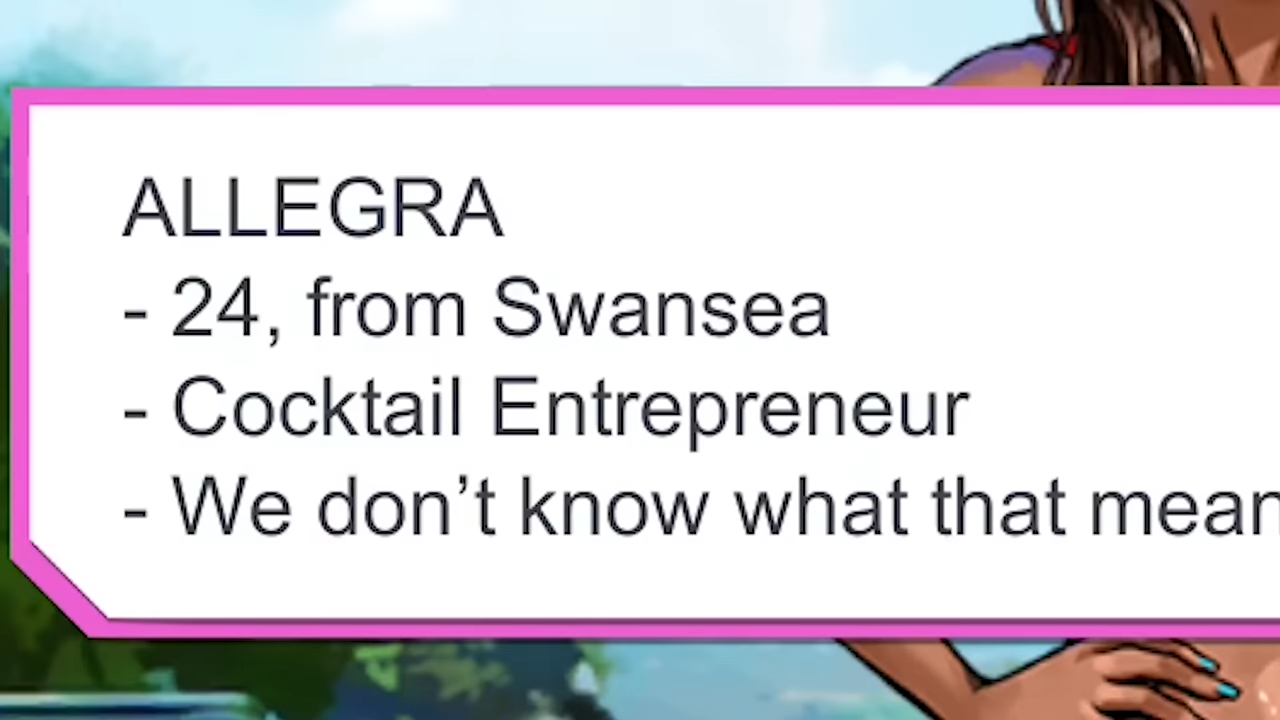 ALLEGRA
- 24, from Swansea
- Cocktail Entrepreneur
- We don’t know what that mean